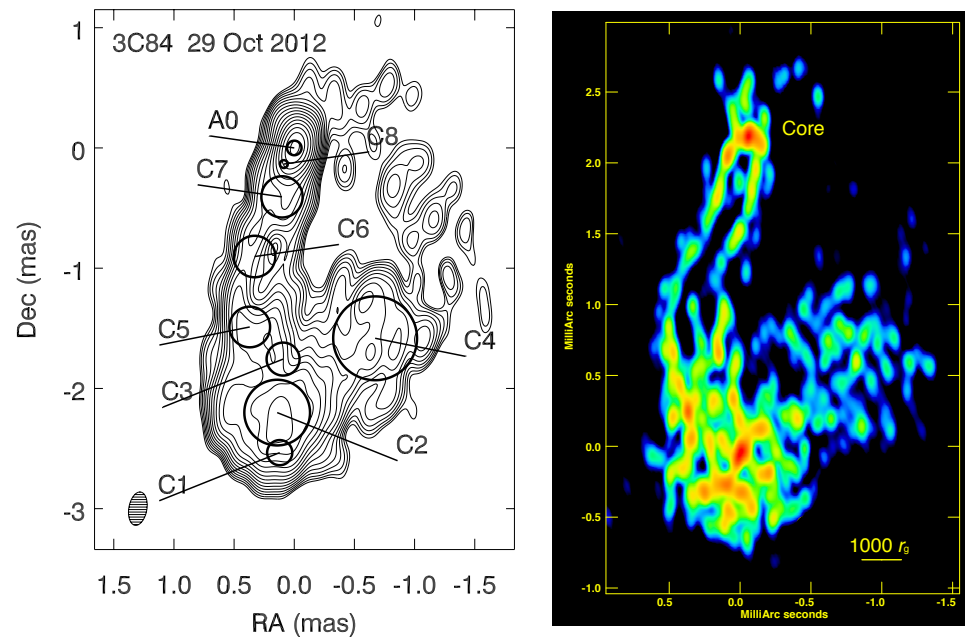 3C84 29 Oct 2012
1
0
-1
-2
-3
Dec (mas)
A0
C8
C7
C6
C5
C4
C3
C2
C1
1.5 1.0 0.5 0.0 -0.5 -1.0 -1.5
RA (mas)
2.5
2.0
1.5
1.0
0.5
0.0
-0.5
-1.0
MilliArc seconds
Core
1000 rg
0.5 0.0 -0.5 -1.0 -1.5
MilliArc seconds